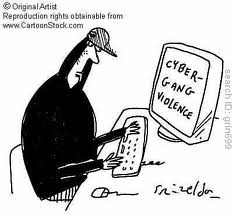 © Original Artist
Reproduction rights obtainable from
www.CartoonStock.com
CYBER-
GANG
VIOLENCE
search ID: grin699